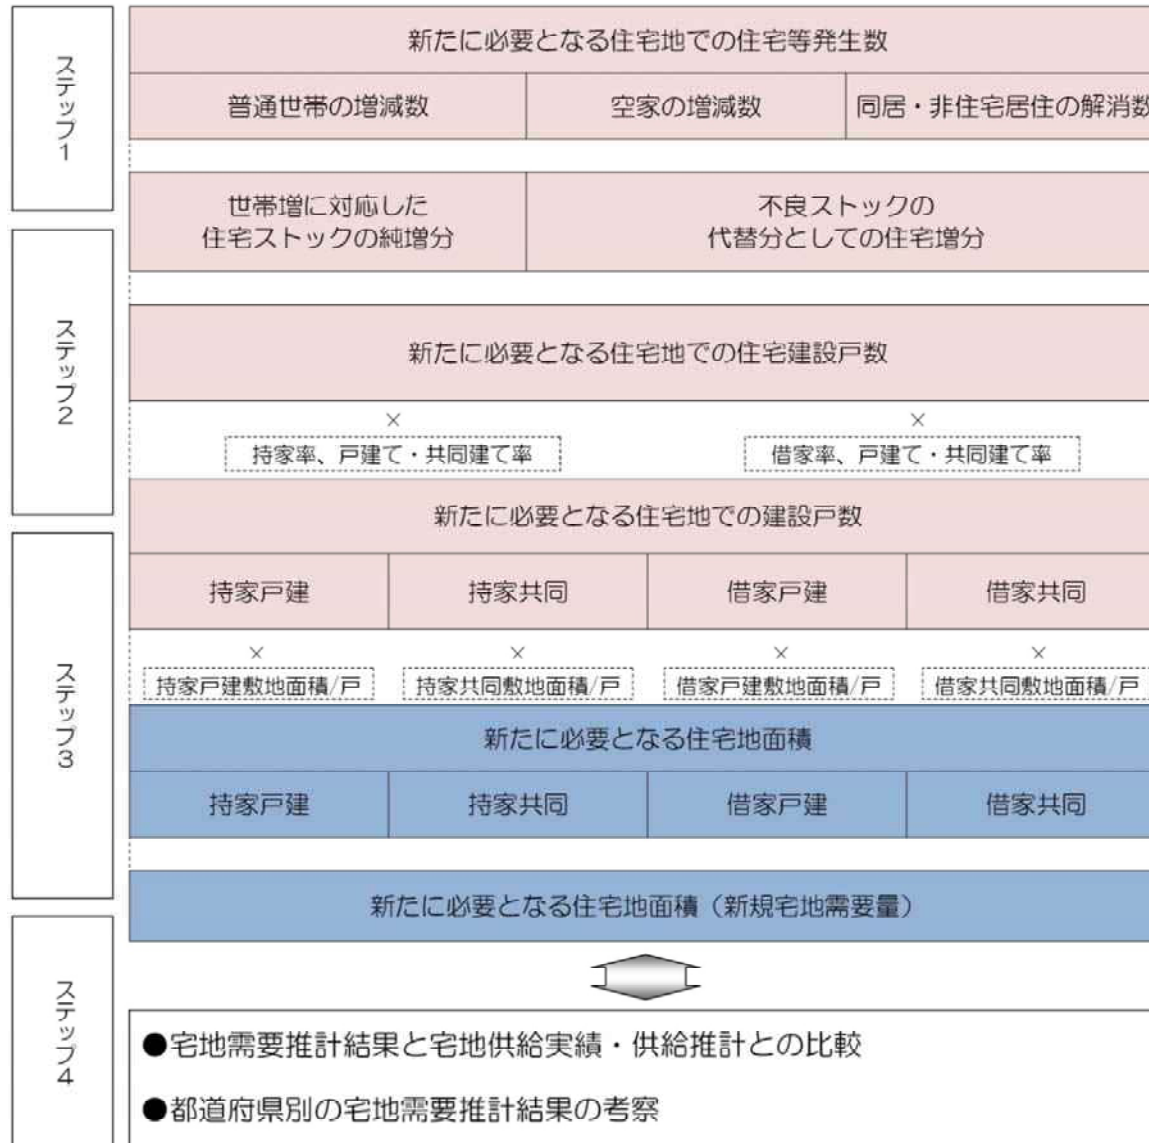 ステップ1
新たに必要となる住宅地での住宅等発生数
普通世帯の増減数
空家の増減数
同居・非住宅居住の解消数
世帯増に対応した
住宅ストックの純増分
不良ストックの
代替分としての住宅増分
ステップ2
新たに必要となる住宅地での住宅建設戸数
×
×
持家率、戸建て・共同建て率
借家率、戸建て・共同建て率
新たに必要となる住宅地での建設戸数
ステップ3
持家戸建
持家共同
借家戸建
借家共同
×
×
×
×
持家戸建敷地面積/戸
持家共同敷地面積/戸
借家戸建敷地面積/戸
借家共同敷地面積/戸
新たに必要となる住宅地面積
持家戸建
持家共同
借家戸建
借家共同
新たに必要となる住宅地面積（新規宅地需要量）
ステップ4
●宅地需要推計結果と宅地供給実績・供給推計との比較
●都道府県別の宅地需要推計結果の考察